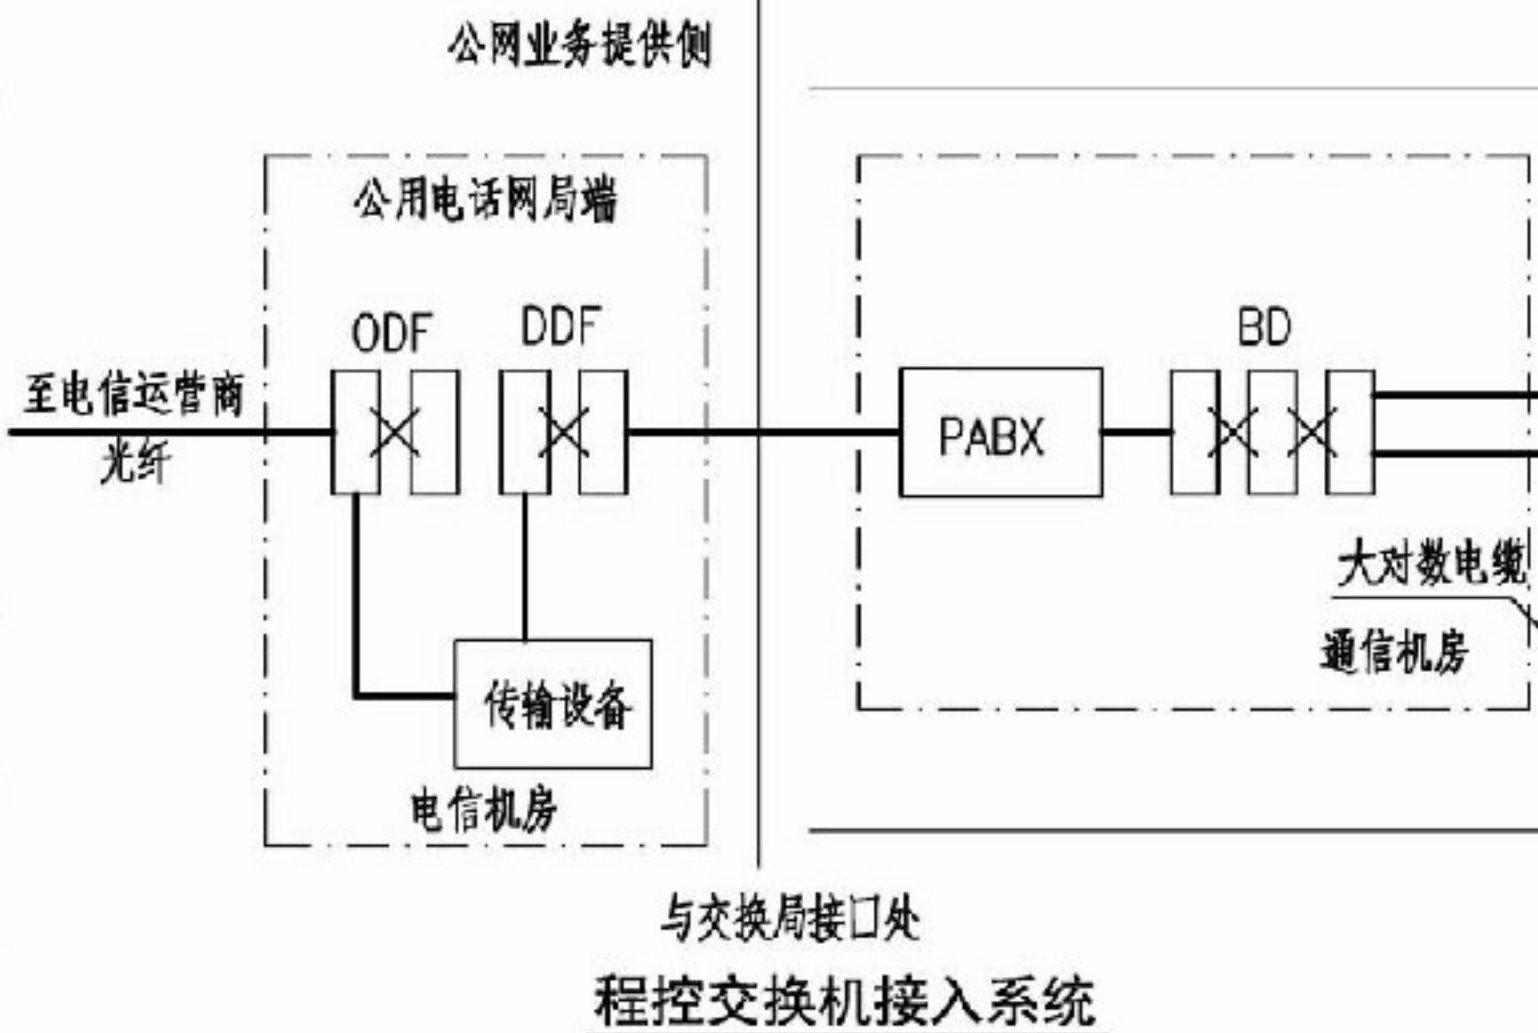 公网业务提供侧
公用电话网局端
ODF
DDF
BD
至电信运营商
光纤
PABX
大对数电缆
通信机房
传输设备
电信机房
与交换局接口处
程控交换机接入系统